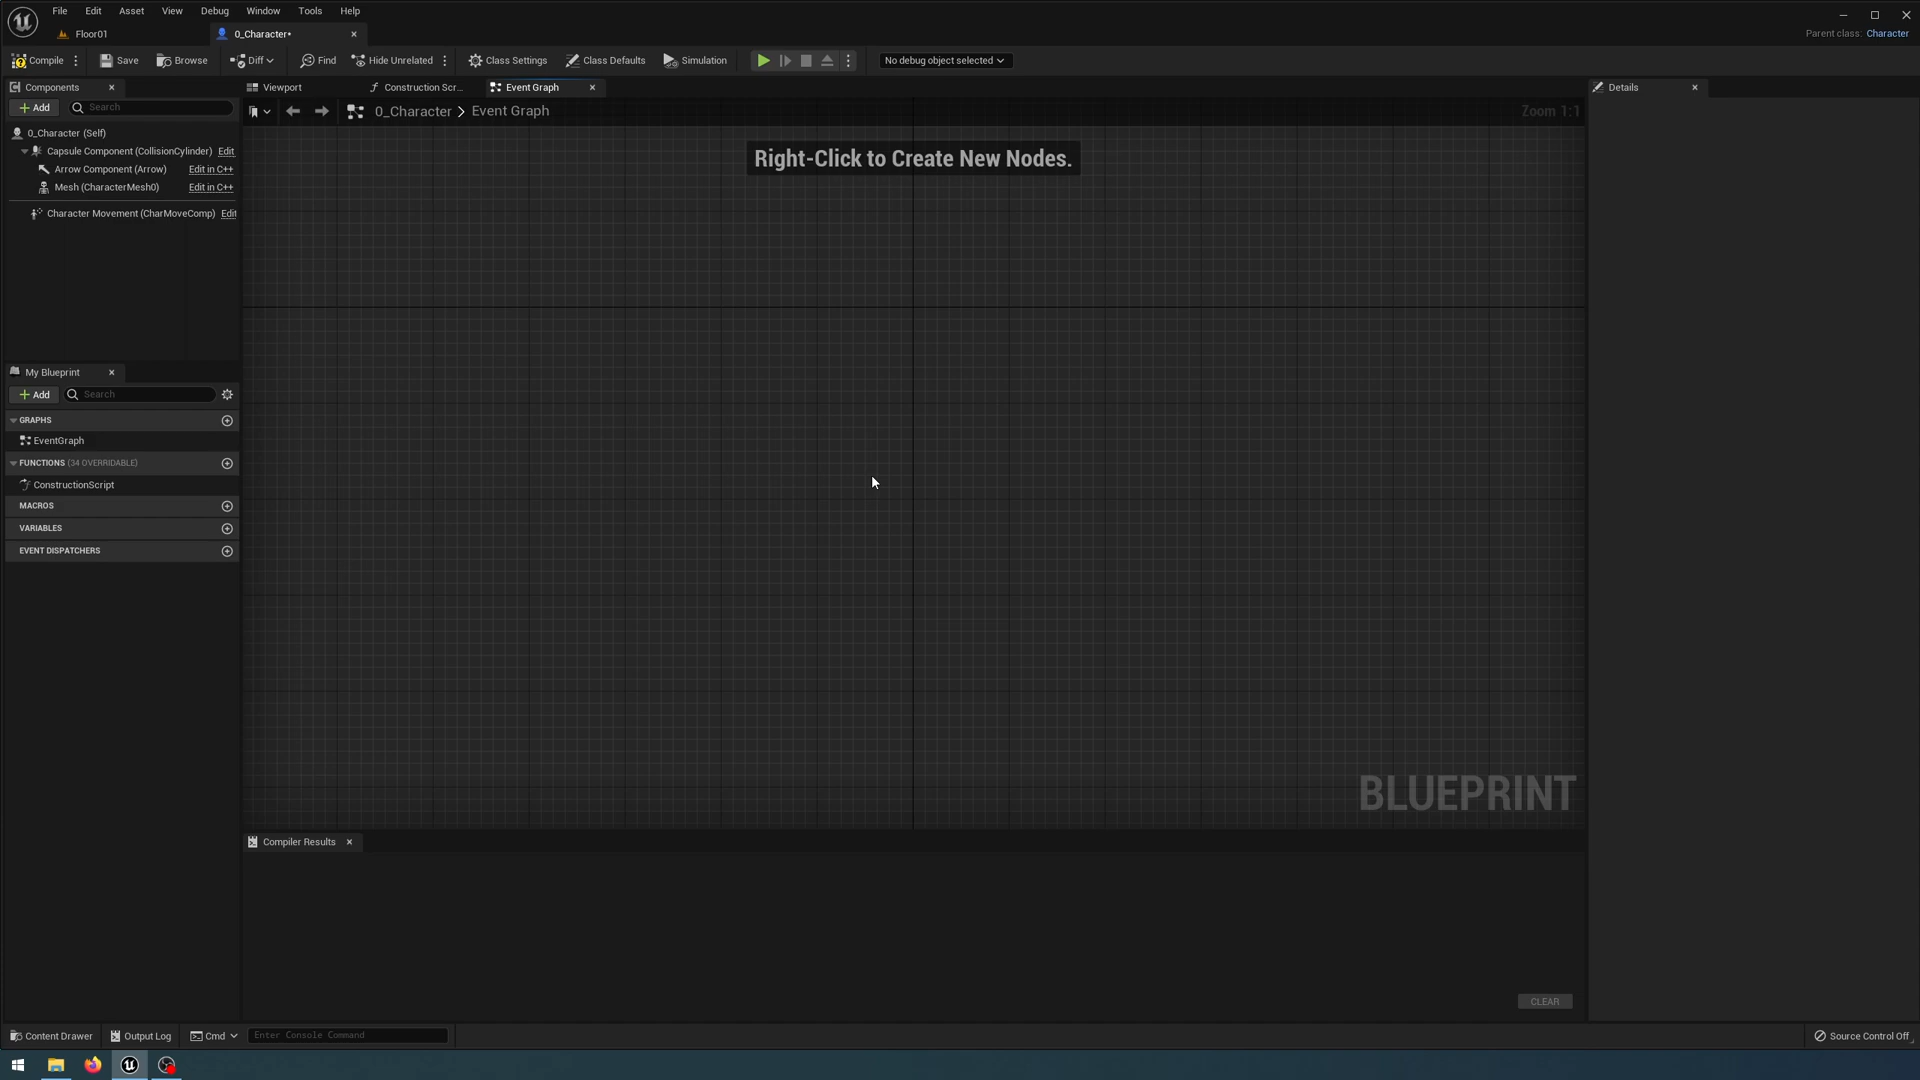 File Edit Asset View Debug Window Tools Help
Floor01
0_Character•
Parent class: Character
Compile
Save
Browse
Diff
Find
Hide Unrelated
Class Settings
Class Defaults
Simulation
No debug object selected
Components
Viewport
Construction Scr...
Event Graph
Details
Add
Search
0_Character > Event Graph
Zoom 1:1
0_Character (Self)
Capsule Component (CollisionCylinder) Edit
Arrow Component (Arrow) Edit in C++
Mesh (CharacterMesh0) Edit in C++
Character Movement (CharMoveComp) Edit
Right-Click to Create New Nodes.
My Blueprint
Add
Search
GRAPHS
EventGraph
FUNCTIONS (34 OVERRIDABLE)
ConstructionScript
MACROS
VARIABLES
EVENT DISPATCHERS
BLUEPRINT
Compiler Results
CLEAR
Content Drawer
Output Log
Cmd
Enter Console Command
Source Control Off